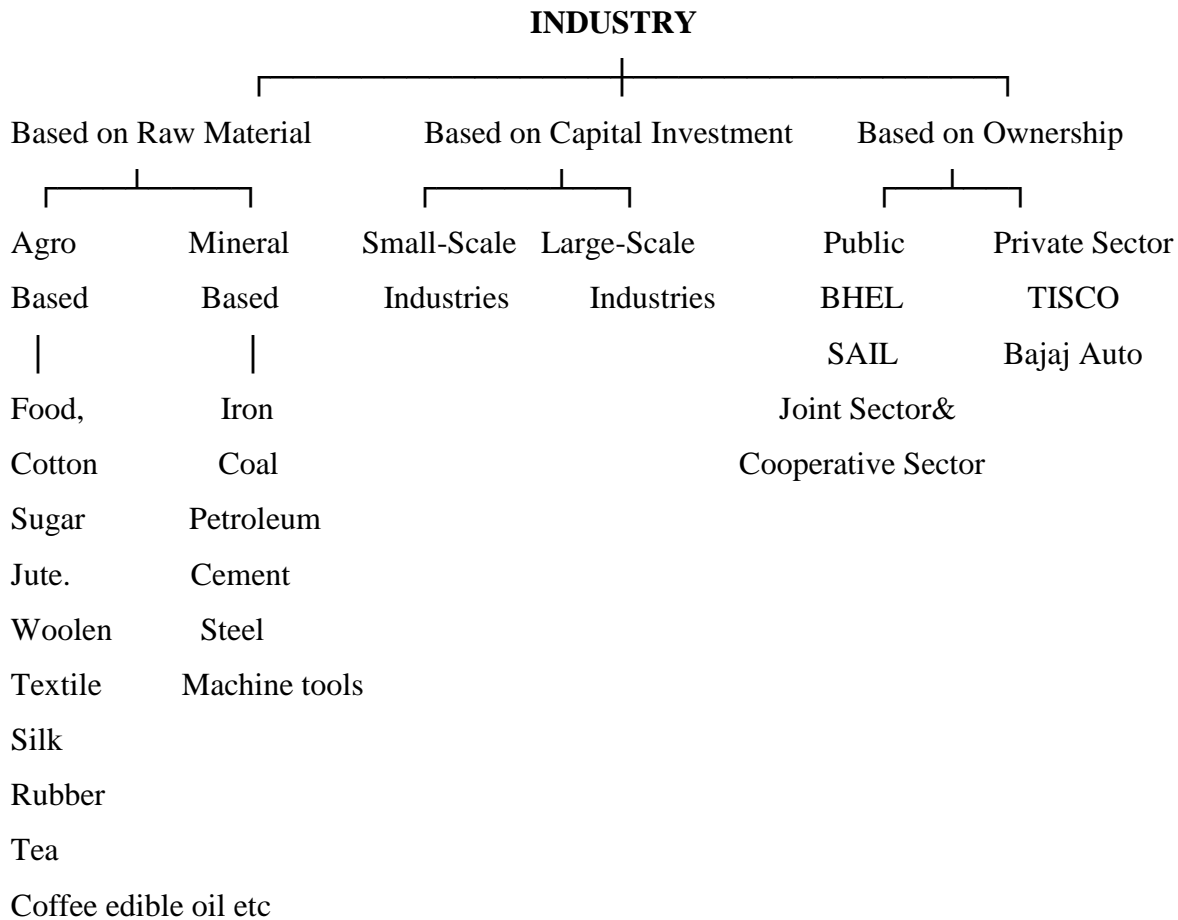 INDUSTRY
Based on Raw Material Based on Capital Investment Based on Ownership
Agro Mineral Small-Scale Large-Scale Public Private Sector
Based Based Industries Industries BHEL TISCO
SAIL Bajaj Auto
Food, Iron Joint Sector&
Cotton Coal Cooperative Sector
Sugar Petroleum
Jute. Cement
Woolen Steel
Textile Machine tools
Silk
Rubber
Tea
Coffee edible oil etc